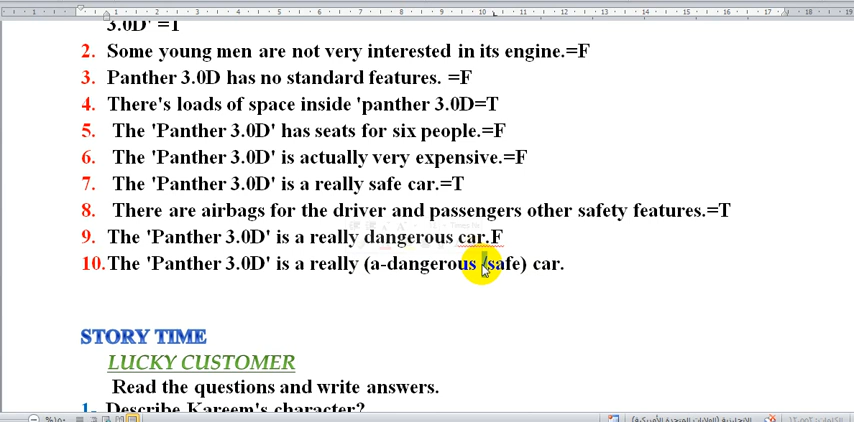 3.0D' =T
2. Some young men are not very interested in its engine.=F
3. Panther 3.0D has no standard features. =F
4. There's loads of space inside 'panther 3.0D=T
5. The 'Panther 3.0D' has seats for six people.=F
6. The 'Panther 3.0D' is actually very expensive.=F
7. The 'Panther 3.0D' is a really safe car.=T
8. There are airbags for the driver and passengers other safety features.=T
9. The 'Panther 3.0D' is a really dangerous car.F
10. The 'Panther 3.0D' is a really (a-dangerous /safe) car.
STORY TIME
LUCKY CUSTOMER
Read the questions and write answers.
1- Describe Kareem's character?